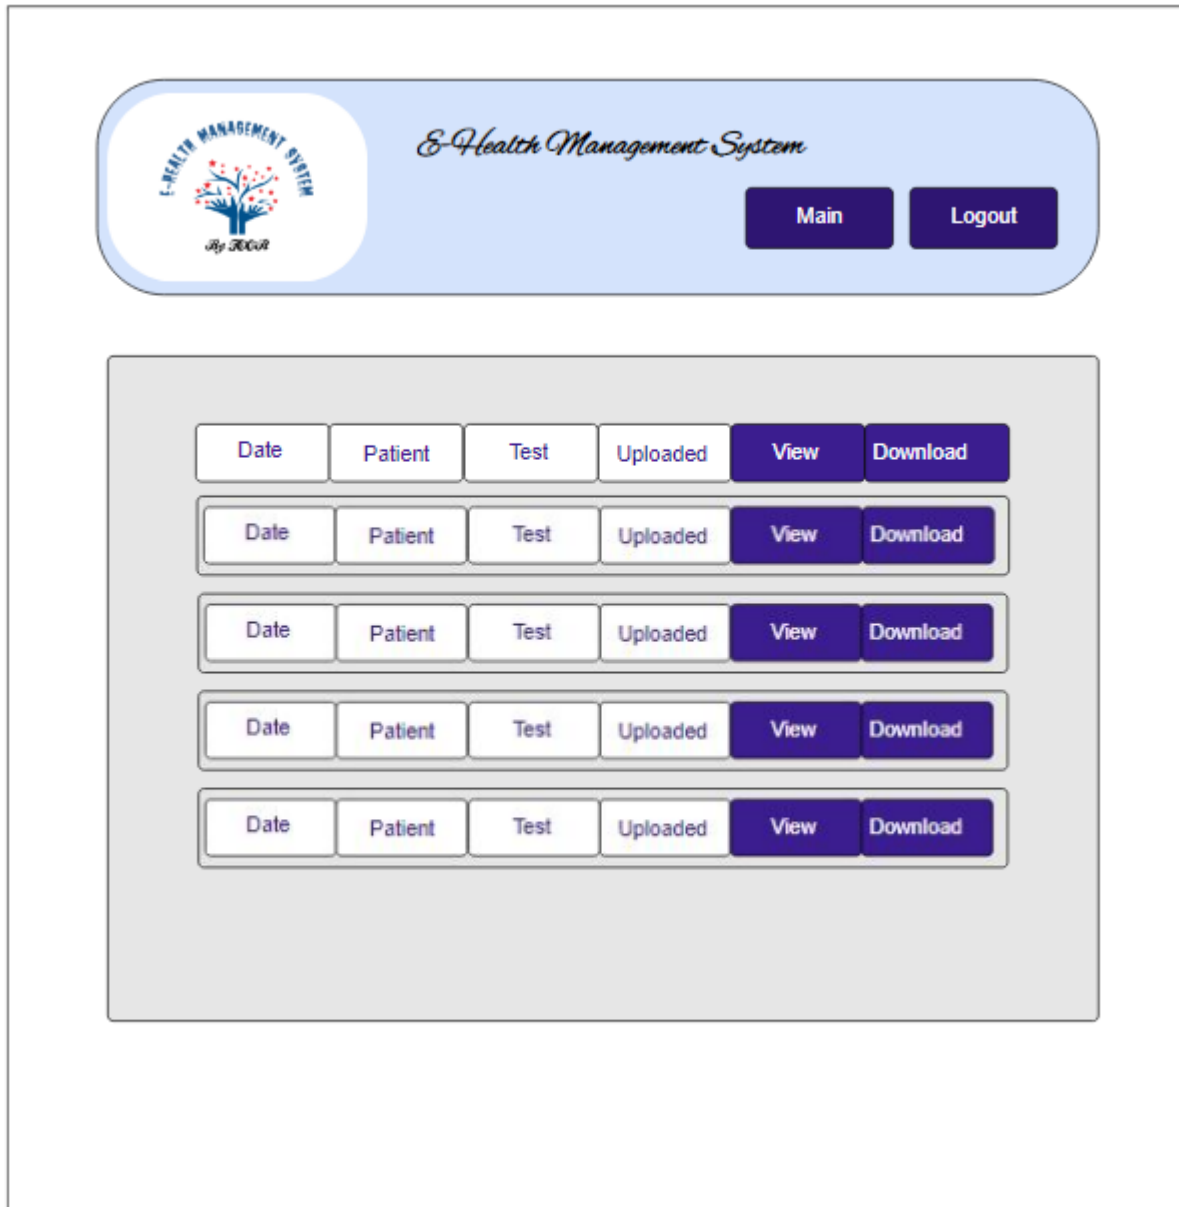 E-HEALTH MANAGEMENT SYSTEM
E-Health Management System
Main Logout
Date Patient Test Uploaded View Download
Date Patient Test Uploaded View Download
Date Patient Test Uploaded View Download
Date Patient Test Uploaded View Download
Date Patient Test Uploaded View Download